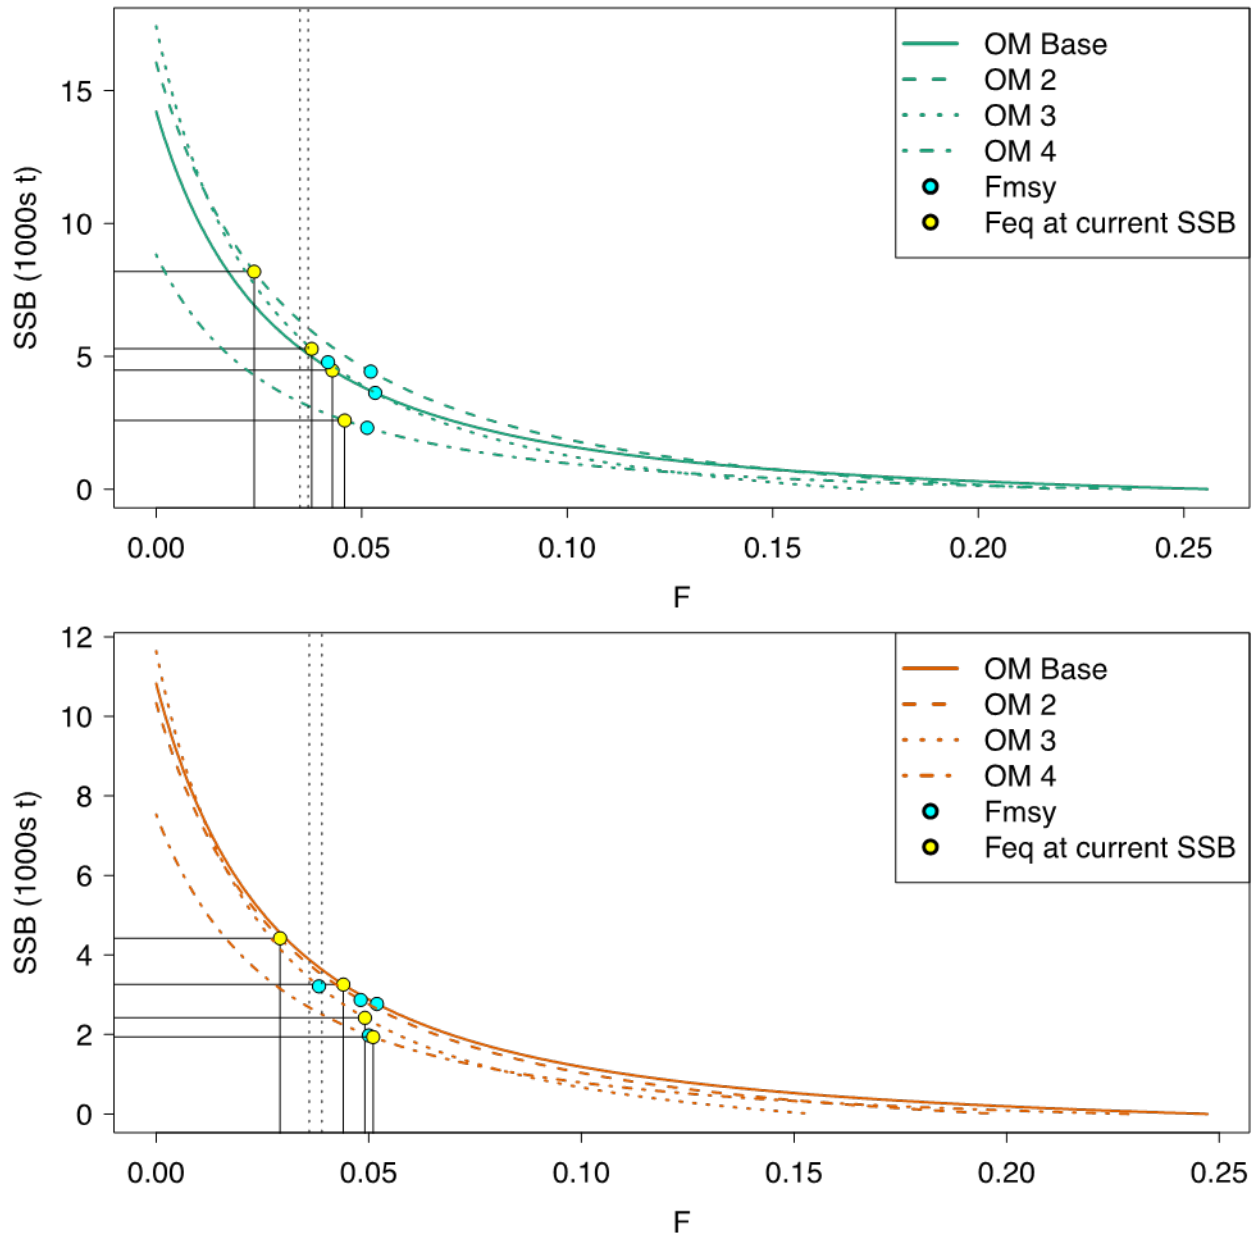 OM Base
OM 2
OM 3
OM 4
Fmsy
Feq at current SSB
SSB (1000s t)
15
10
5
0
0.00 0.05 0.10 0.15 0.20 0.25
F
OM Base
OM 2
OM 3
OM 4
Fmsy
Feq at current SSB
SSB (1000s t)
12
10
8
6
4
2
0
0.00 0.05 0.10 0.15 0.20 0.25
F